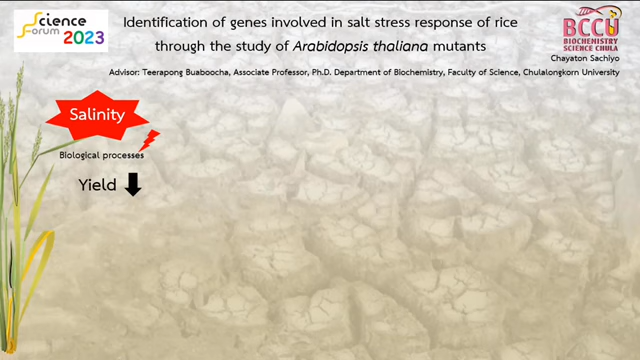 Science
Forum 2023
Identification of genes involved in salt stress response of rice
through the study of Arabidopsis thaliana mutants
BCCU
BIOCHEMISTRY
SCIENCE CHULA
Chayaton Sachiyo
Advisor: Teerapong Buaboocha, Associate Professor, Ph.D. Department of Biochemistry, Faculty of Science, Chulalongkorn University
Salinity
Biological processes
Yield